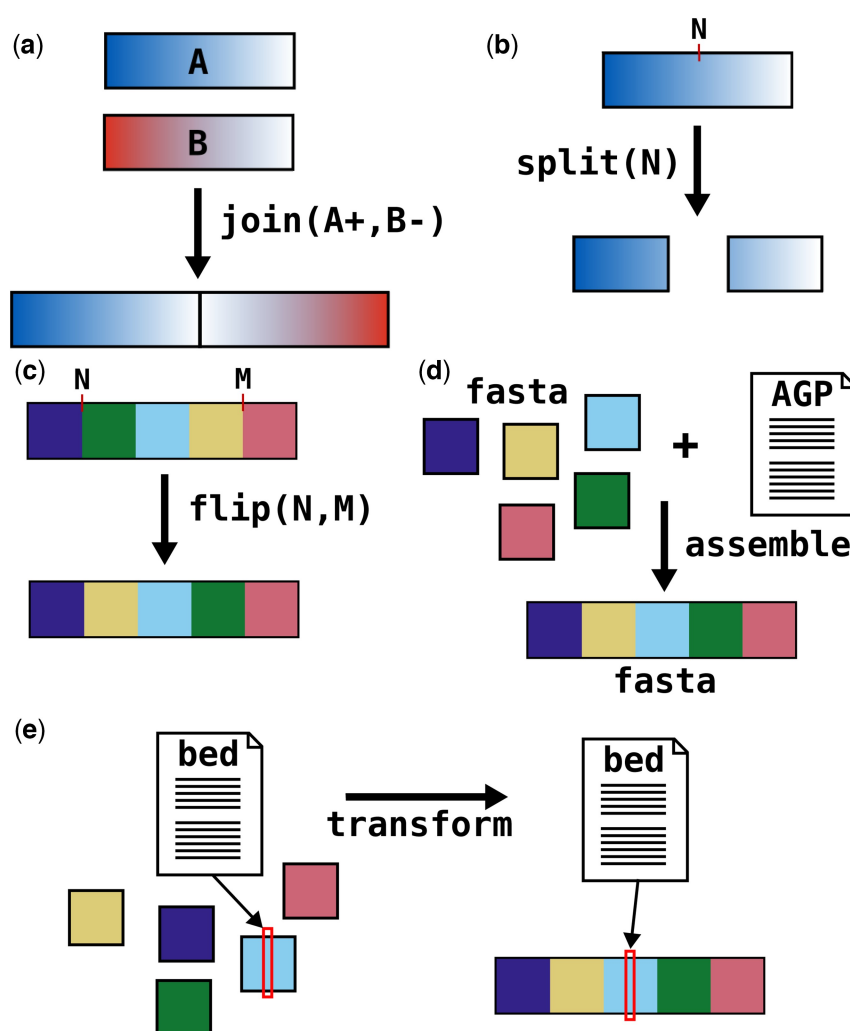 (a)
A
B
join(A+,B-)
(b)
N
split(N)
(c)
N M
flip(N,M)
(d)
fasta
+
AGP
assemble
fasta
(e)
bed
transform
bed